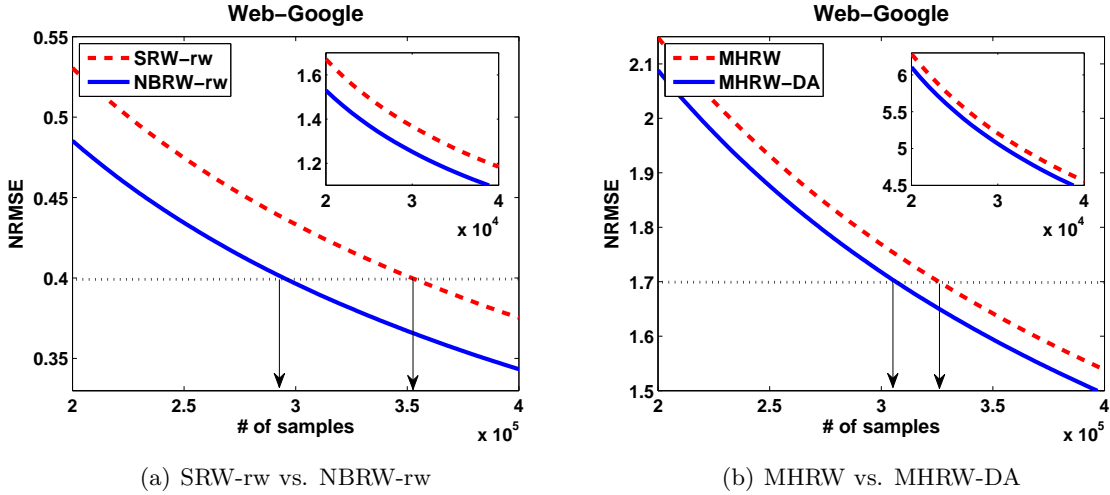 Web-Google
NRMSE
0.55
0.5
0.45
0.4
0.35
SRW-rw
NBRW-rw
1.6
1.4
1.2
2 3 4
x 10^4
2 2.5 3 3.5 4
# of samples
x 10^5
(a) SRW-rw vs. NBRW-rw
Web-Google
NRMSE
2.1
2
1.9
1.8
1.7
1.6
1.5
MHRW
MHRW-DA
6
5.5
5
4.5
2 3 4
x 10^4
2 2.5 3 3.5 4
# of samples
x 10^5
(b) MHRW vs. MHRW-DA